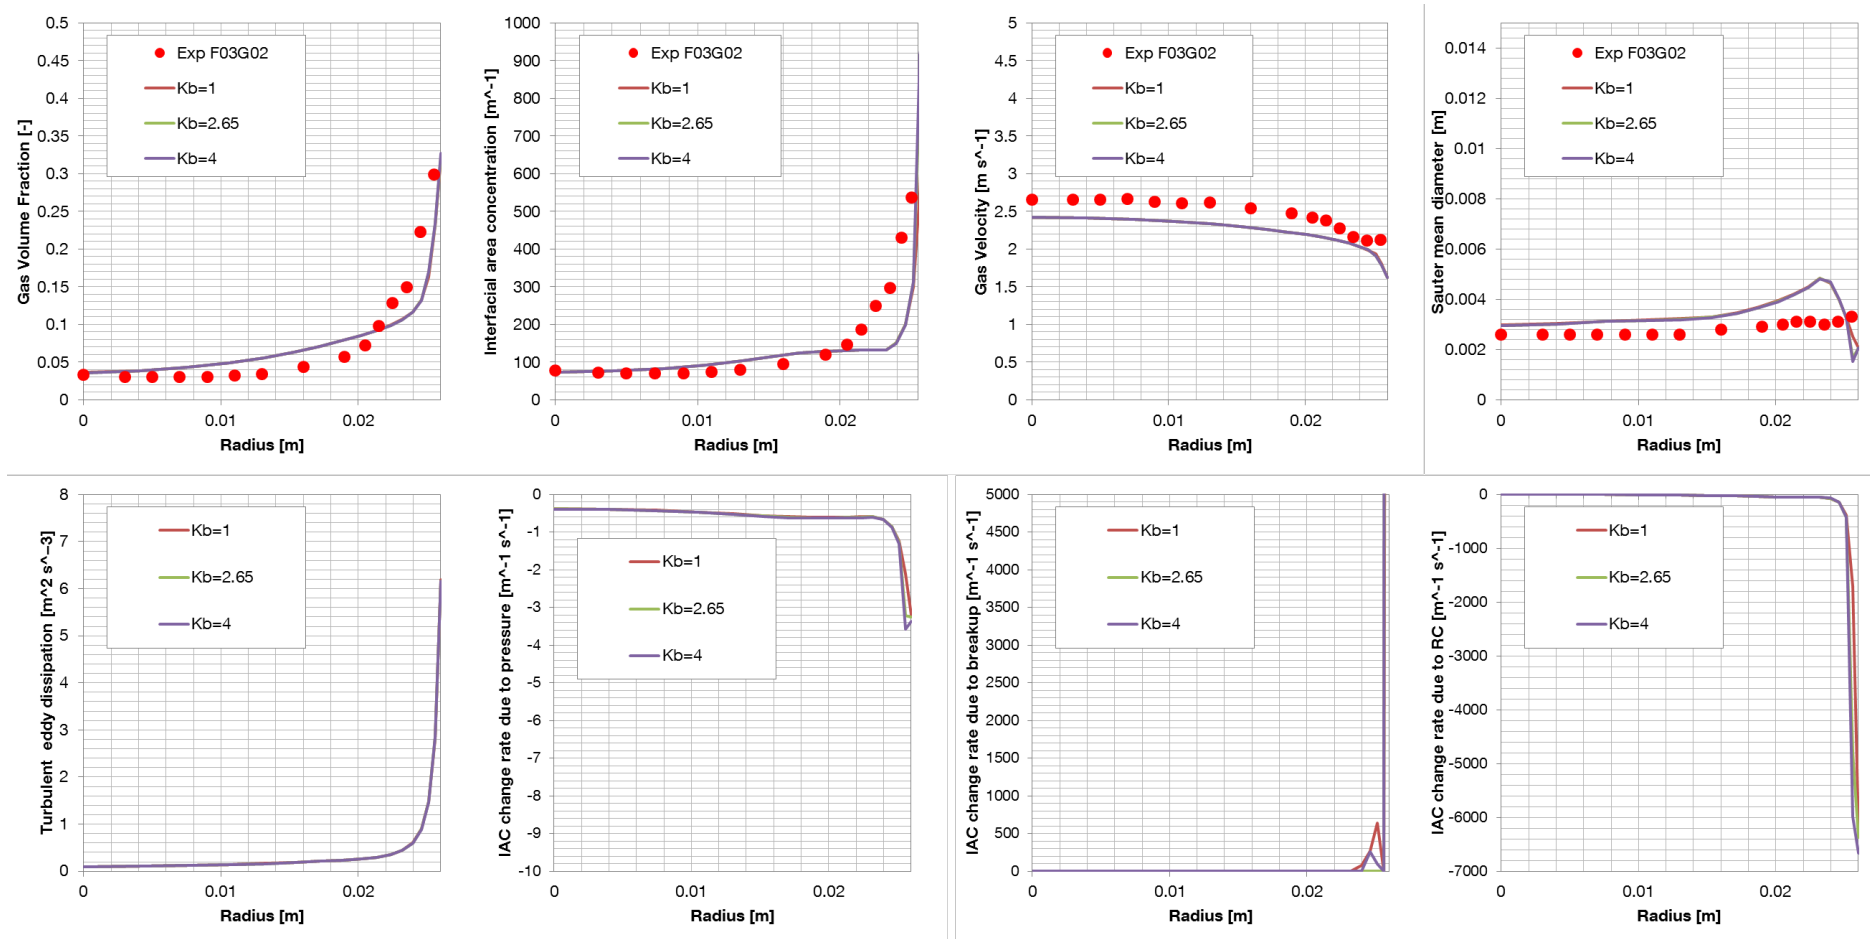 Gas Volume Fraction [-]
0.5
0.45
0.4
0.35
0.3
0.25
0.2
0.15
0.1
0.05
0
Exp F03G02
Kb=1
Kb=2.65
Kb=4
0
0.01
0.02
Radius [m]
Interfacial area concentration [m^-1]
1000
900
800
700
600
500
400
300
200
100
0
Exp F03G02
Kb=1
Kb=2.65
Kb=4
0
0.01
0.02
Radius [m]
Gas Velocity [m s^-1]
5
4.5
4
3.5
3
2.5
2
1.5
1
0.5
0
Exp F03G02
Kb=1
Kb=2.65
Kb=4
0
0.01
0.02
Radius [m]
Sauter mean diameter [m]
0.014
0.012
0.01
0.008
0.006
0.004
0.002
0
Exp F03G02
Kb=1
Kb=2.65
Kb=4
0
0.01
0.02
Radius [m]
Turbulent eddy dissipation [m^2 s^-3]
8
7
6
5
4
3
2
1
0
Kb=1
Kb=2.65
Kb=4
0
0.01
0.02
Radius [m]
IAC change rate due to pressure [m^-1 s^-1]
0
-1
-2
-3
-4
-5
-6
-7
-8
-9
-10
Kb=1
Kb=2.65
Kb=4
0
0.01
0.02
Radius [m]
IAC change rate due to breakup [m^-1 s^-1]
5000
4500
4000
3500
3000
2500
2000
1500
1000
500
0
Kb=1
Kb=2.65
Kb=4
0
0.01
0.02
Radius [m]
IAC change rate due to RC [m^-1 s^-1]
0
-1000
-2000
-3000
-4000
-5000
-6000
-7000
Kb=1
Kb=2.65
Kb=4
0
0.01
0.02
Radius [m]